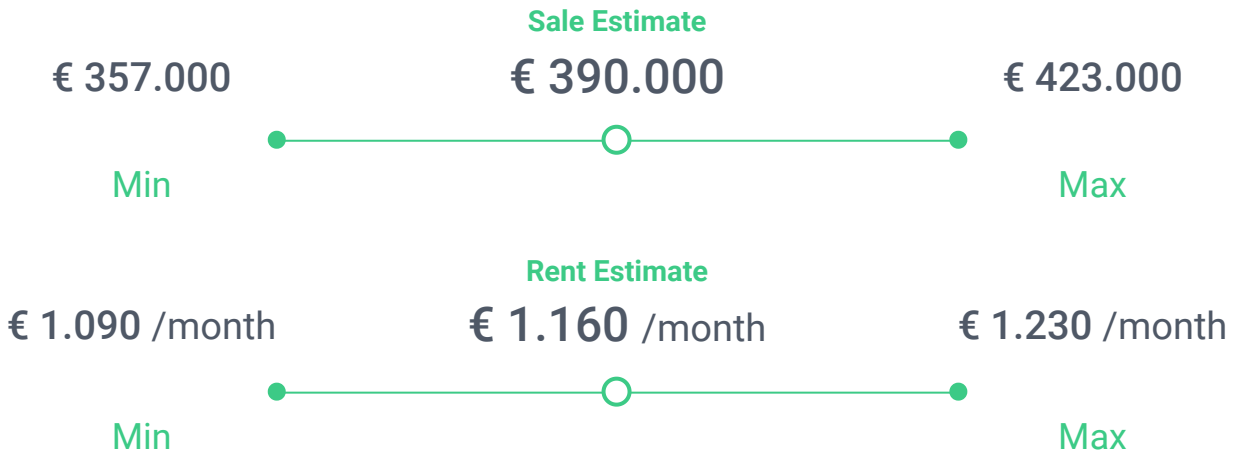 Sale Estimate
€ 357.000 € 390.000 € 423.000
Min Max
Rent Estimate
€ 1.090 /month € 1.160 /month € 1.230 /month
Min Max